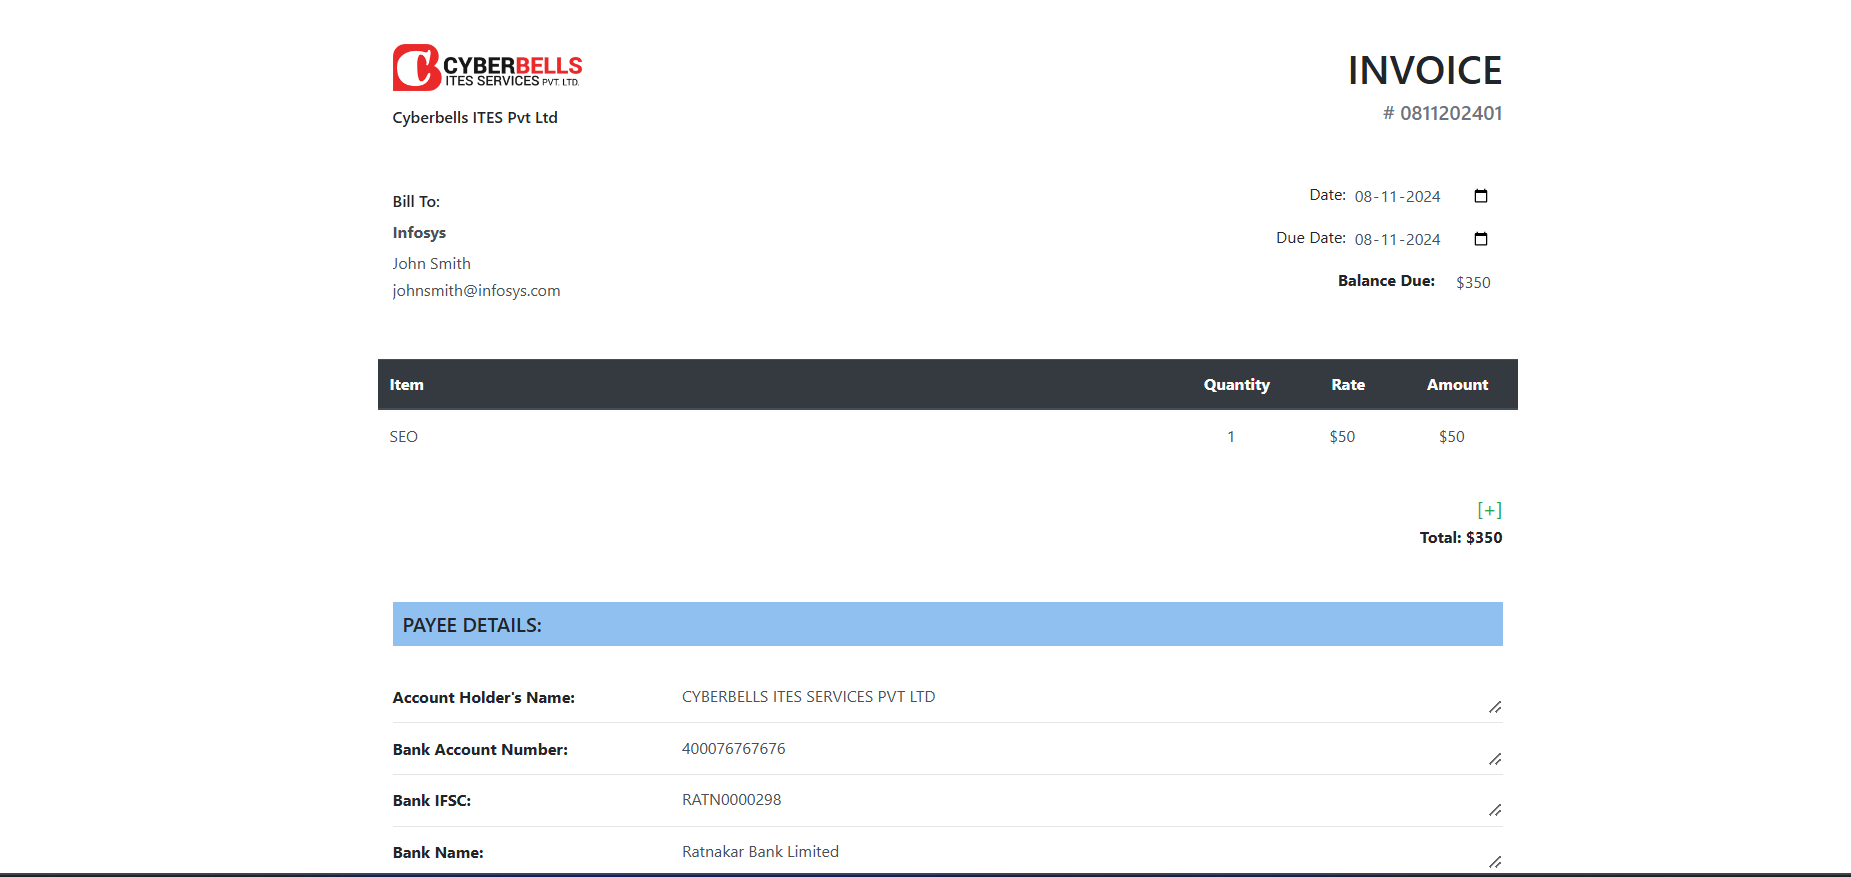 CYBERBELLS
ITES SERVICES PVT. LTD.
Cyberbells ITES Pvt Ltd
INVOICE
# 0811202401
Bill To:
Infosys
John Smith
johnsmith@infosys.com
Date: 08-11-2024
Due Date: 08-11-2024
Balance Due: $350
Item Quantity Rate Amount
SEO 1 $50 $50
[+]
Total: $350
PAYEE DETAILS:
Account Holder's Name: CYBERBELLS ITES SERVICES PVT LTD
Bank Account Number: 400076767676
Bank IFSC: RATN0000298
Bank Name: Ratnakar Bank Limited